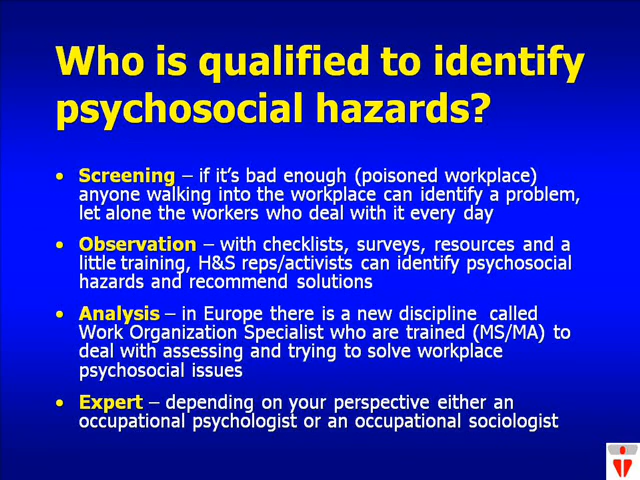 Who is qualified to identify
psychosocial hazards?
• Screening – if it's bad enough (poisoned workplace)
anyone walking into the workplace can identify a problem,
let alone the workers who deal with it every day
• Observation – with checklists, surveys, resources and a
little training, H&S reps/activists can identify psychosocial
hazards and recommend solutions
• Analysis – in Europe there is a new discipline called
Work Organization Specialist who are trained (MS/MA) to
deal with assessing and trying to solve workplace
psychosocial issues
• Expert – depending on your perspective either an
occupational psychologist or an occupational sociologist